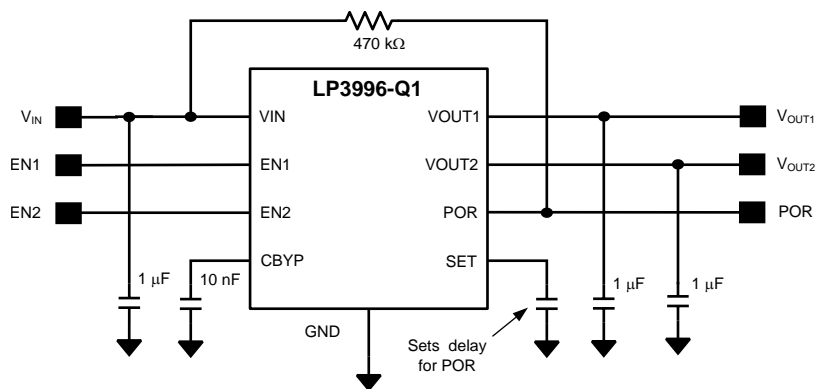 470 kΩ
LP3996-Q1
VIN
VIN
VOUT1
VOUT1
EN1
EN1
VOUT2
VOUT2
EN2
EN2
POR
POR
CBYP
SET
1 μF
10 nF
1 μF
1 μF
GND
Sets delay
for POR